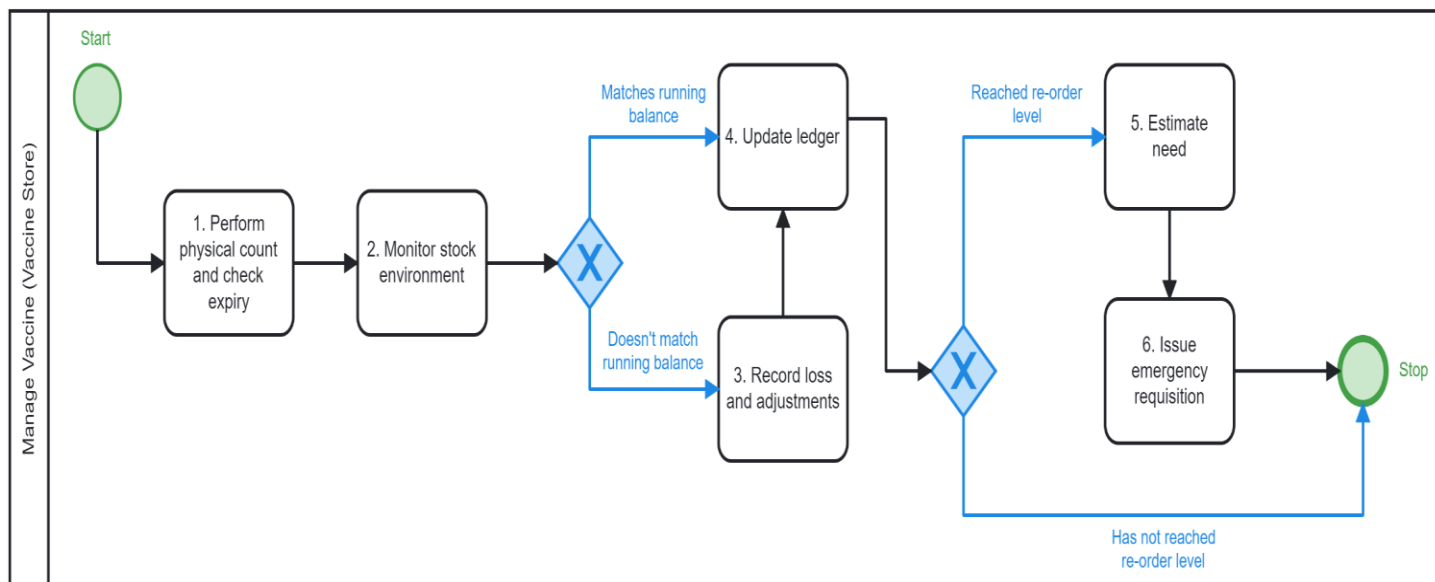 Manage Vaccine (Vaccine Store)
Start
1. Perform
physical count
and check
expiry
2. Monitor stock
environment
X
Matches running
balance
Doesn't match
running balance
3. Record loss
and adjustments
4. Update ledger
X
Reached re-order
level
5. Estimate
need
6. Issue
emergency
requisition
Has not reached
re-order level
Stop